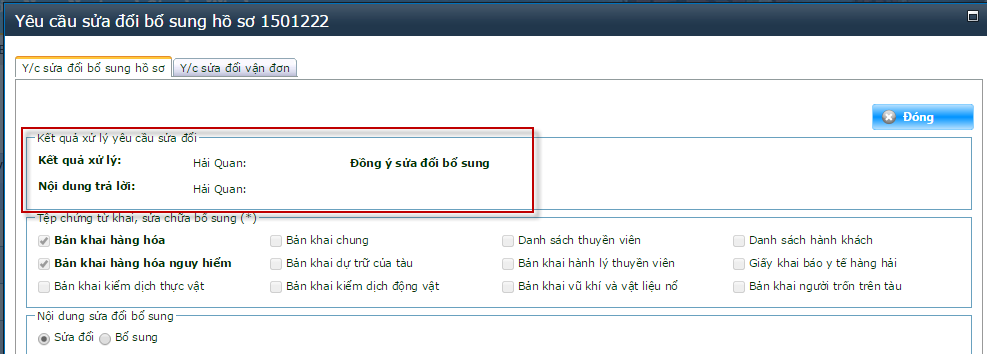 Yêu cầu sửa đổi bổ sung hồ sơ 1501222
Y/c sửa đổi bổ sung hồ sơ Y/c sửa đổi vận đơn
Đóng
Kết quả xử lý yêu cầu sửa đổi
Kết quả xử lý: Hải Quan: Đồng ý sửa đổi bổ sung
Nội dung trả lời: Hải Quan:
Tệp chứng từ khai, sửa chữa bổ sung (*)
Bản khai hàng hóa Bản khai chung Danh sách thuyền viên Danh sách hành khách
Bản khai hàng hóa nguy hiểm Bản khai dự trữ của tàu Bản khai hành lý thuyền viên Giấy khai báo y tế hàng hải
Bản khai kiểm dịch thực vật Bản khai kiểm dịch động vật Bản khai vũ khí và vật liệu nổ Bản khai người trốn trên tàu
Nội dung sửa đổi bổ sung
Sửa đổi Bổ sung